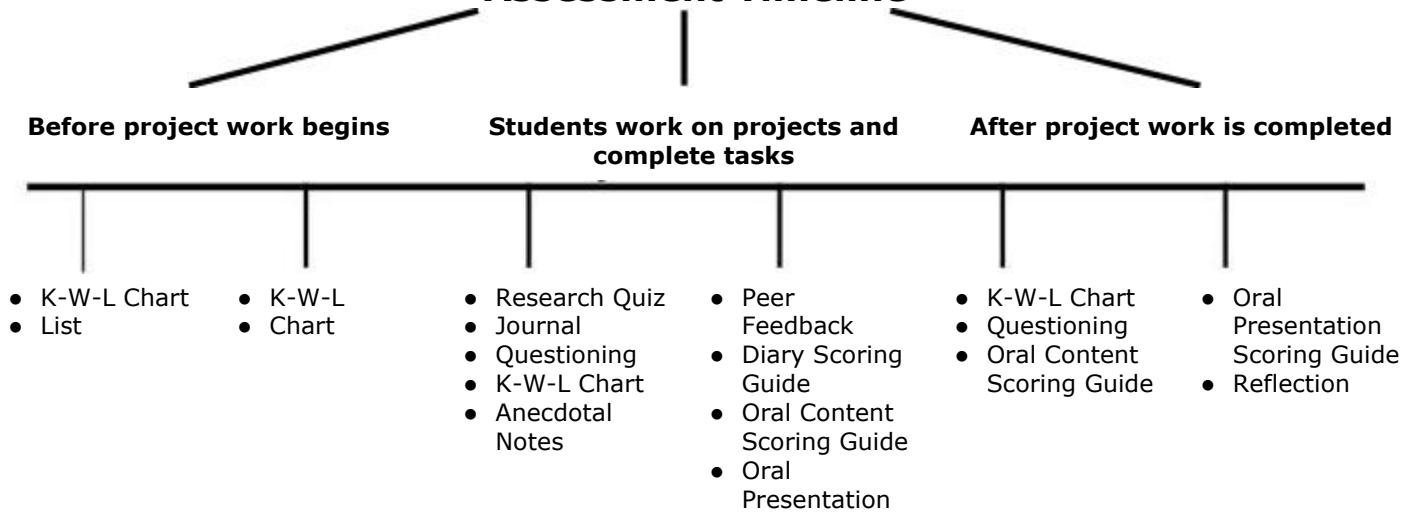 Assessment Timeline
Before project work begins
Students work on projects and
complete tasks
After project work is completed
● K-W-L Chart
● List
● K-W-L
● Chart
● Research Quiz
● Journal
● Questioning
● K-W-L Chart
● Anecdotal
Notes
● Peer
Feedback
● Diary Scoring
Guide
● Oral Content
Scoring Guide
● Oral
Presentation
● K-W-L Chart
● Questioning
● Oral Content
Scoring Guide
● Oral
Presentation
Scoring Guide
● Reflection